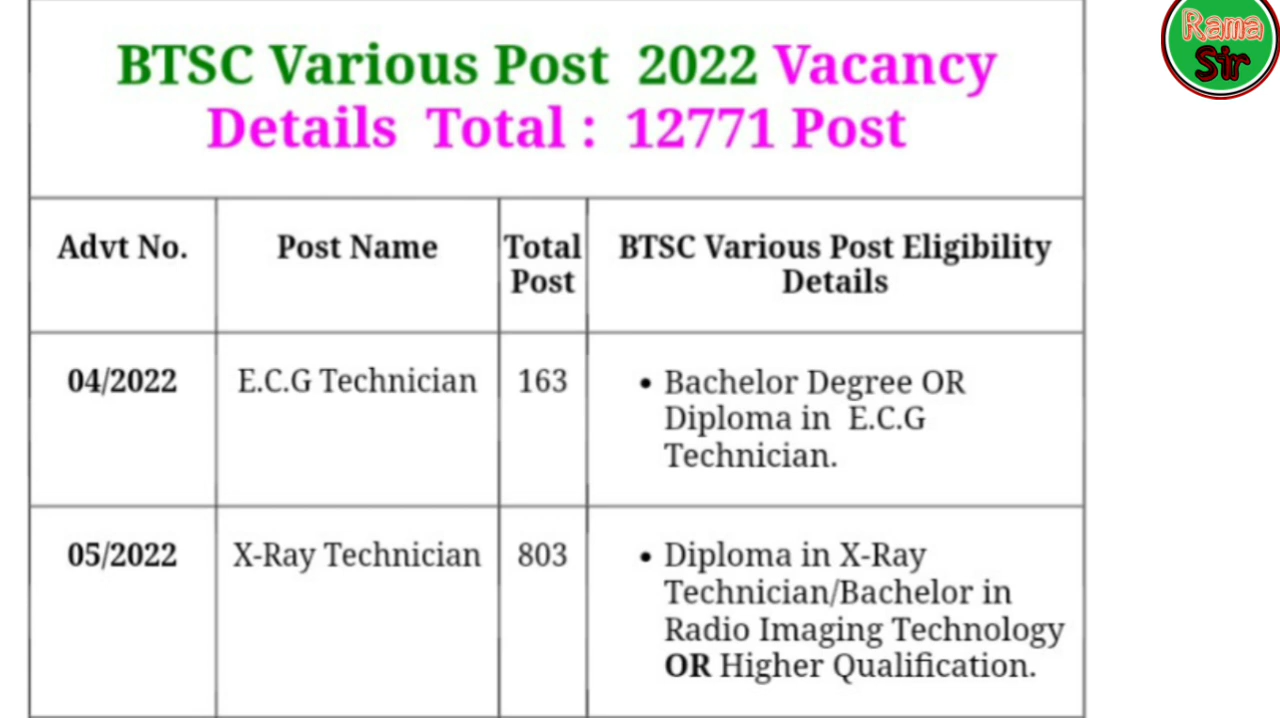 Rama
Sir
BTSC Various Post 2022 Vacancy
Details Total : 12771 Post
Advt No.
Post Name
Total
Post
BTSC Various Post Eligibility
Details
04/2022
E.C.G Technician
163
• Bachelor Degree OR
Diploma in E.C.G
Technician.
05/2022
X-Ray Technician
803
• Diploma in X-Ray
Technician/Bachelor in
Radio Imaging Technology
OR Higher Qualification.